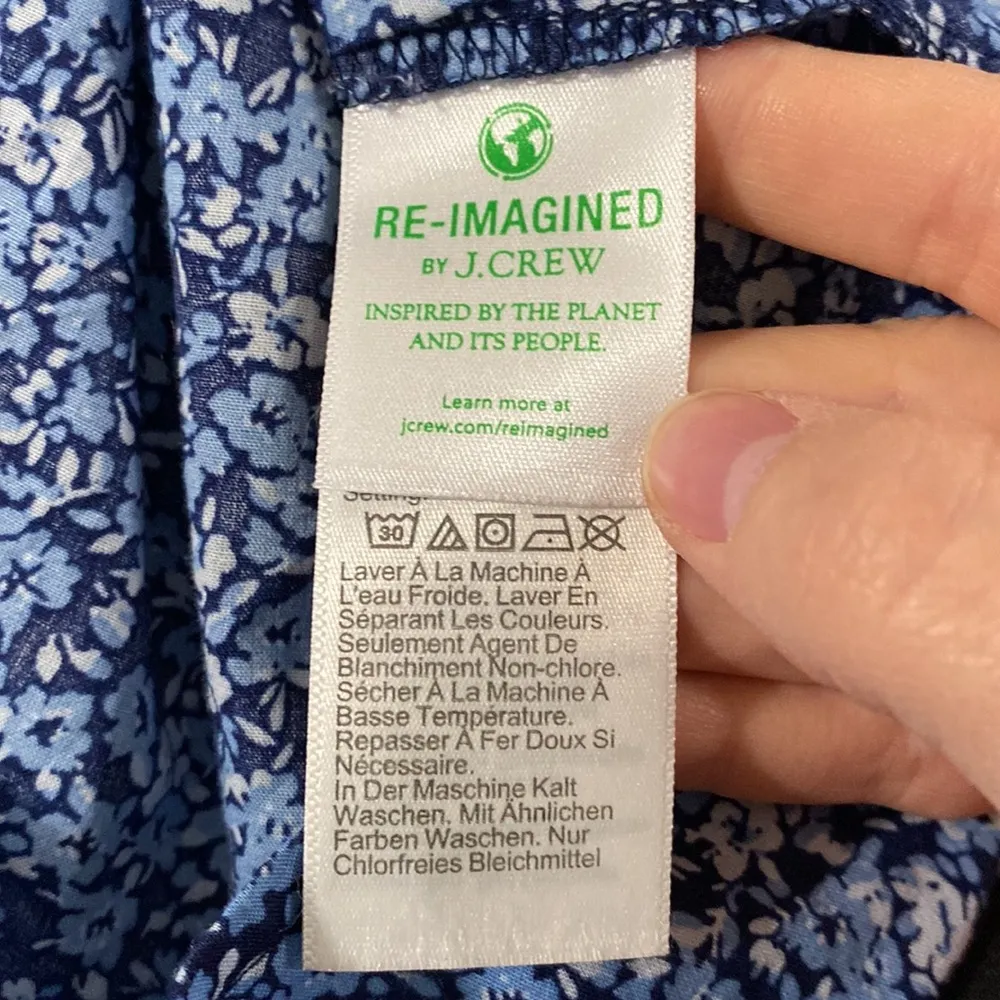 RE-IMAGINED
BY J.CREW
INSPIRED BY THE PLANET
AND ITS PEOPLE.
Learn more at
jcrew.com/reimagined
30
Laver À La Machine À
L'eau Froide. Laver En
Séparant Les Couleurs.
Seulement Agent De
Blanchiment Non-chlore.
Sécher À La Machine À
Basse Température.
Repasser À Fer Doux Si
Nécessaire.
In Der Maschine Kalt
Waschen. Mit Ähnlichen
Farben Waschen. Nur
Chlorfreies Bleichmittel